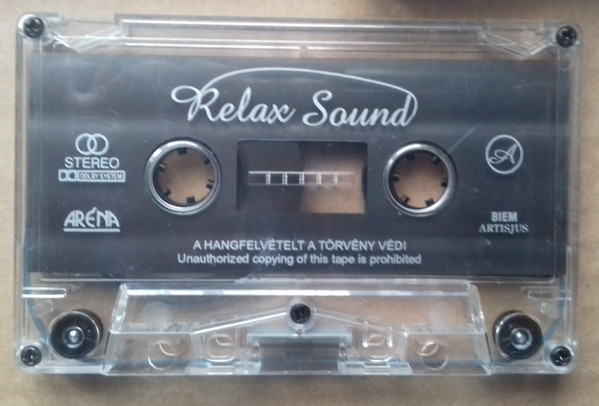 Relax Sound
STEREO
DOLBY SYSTEM
ARÉNA
A
BIEM
ARTISJUS
A HANGFELVÉTELT A TÖRVÉNY VÉDI
Unauthorized copying of this tape is prohibited